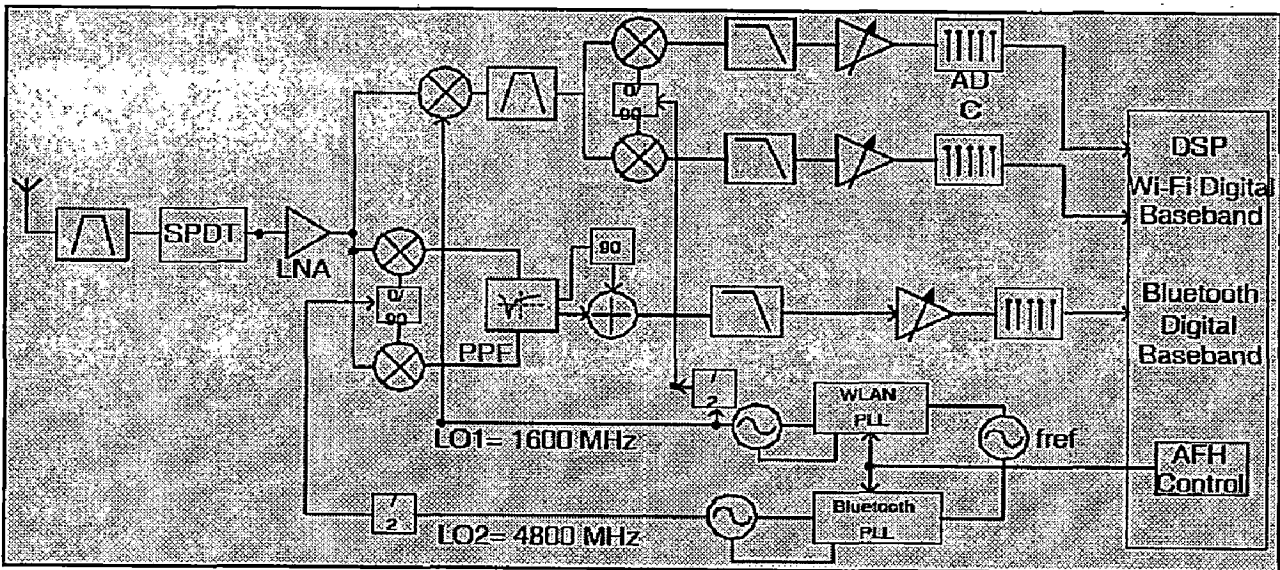 0/
90
AD
C
DSP
Wi-Fi Digital
Baseband
SPDT
LNA
90
0/
90
PPF
Bluetooth
Digital
Baseband
/
2
WLAN
PLL
LO1= 1600 MHz
fref
AFH
Control
/
2
LO2= 4800 MHz
Bluetooth
PLL